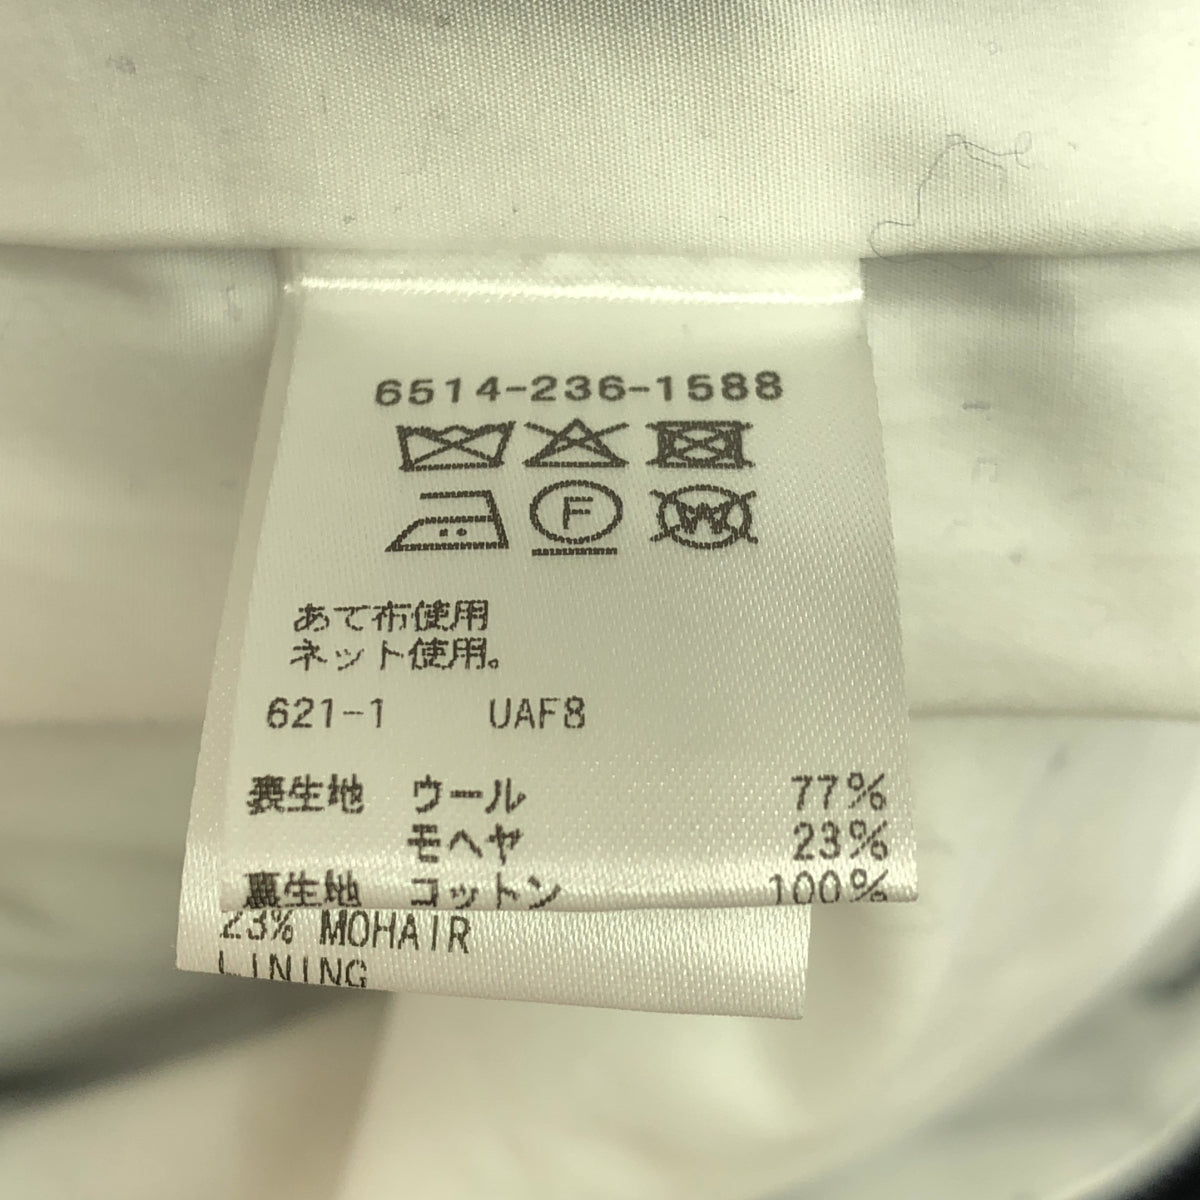 6514-236-1588
F
W
あて布使用
ネット使用。
621-1 UAF8
表生地 ウール 77%
モヘヤ 23%
裏生地 コットン 100%
23% MOHAIR
LINING